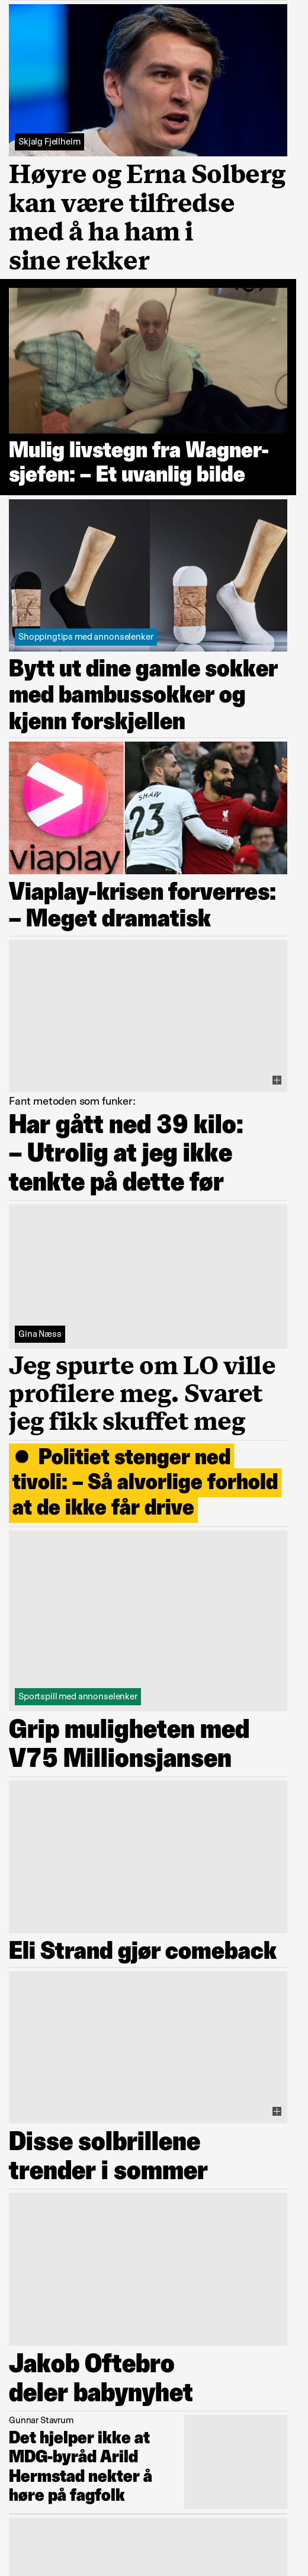 Skjalg Fjellheim
Høyre og Erna Solberg
kan være tilfredse
med å ha ham i
sine rekker
Mulig livstegn fra Wagner-
sjefen: – Et uvanlig bilde
Shoppingtips med annonselenker
Bytt ut dine gamle sokker
med bambussokker og
kjenn forskjellen
viaplay
SHAW
23
Viaplay-krisen forverres:
– Meget dramatisk
Fant metoden som funker:
Har gått ned 39 kilo:
– Utrolig at jeg ikke
tenkte på dette før
Gina Næss
Jeg spurte om LO ville
profilere meg. Svaret
jeg fikk skuffet meg
Politiet stenger ned
tivoli: – Så alvorlige forhold
at de ikke får drive
Sportspill med annonselenker
Grip muligheten med
V75 Millionsjansen
Eli Strand gjør comeback
Disse solbrillene
trender i sommer
Jakob Oftebro
deler babynyhet
Gunnar Stavrum
Det hjelper ikke at
MDG-byråd Arild
Hermstad nekter å
høre på fagfolk